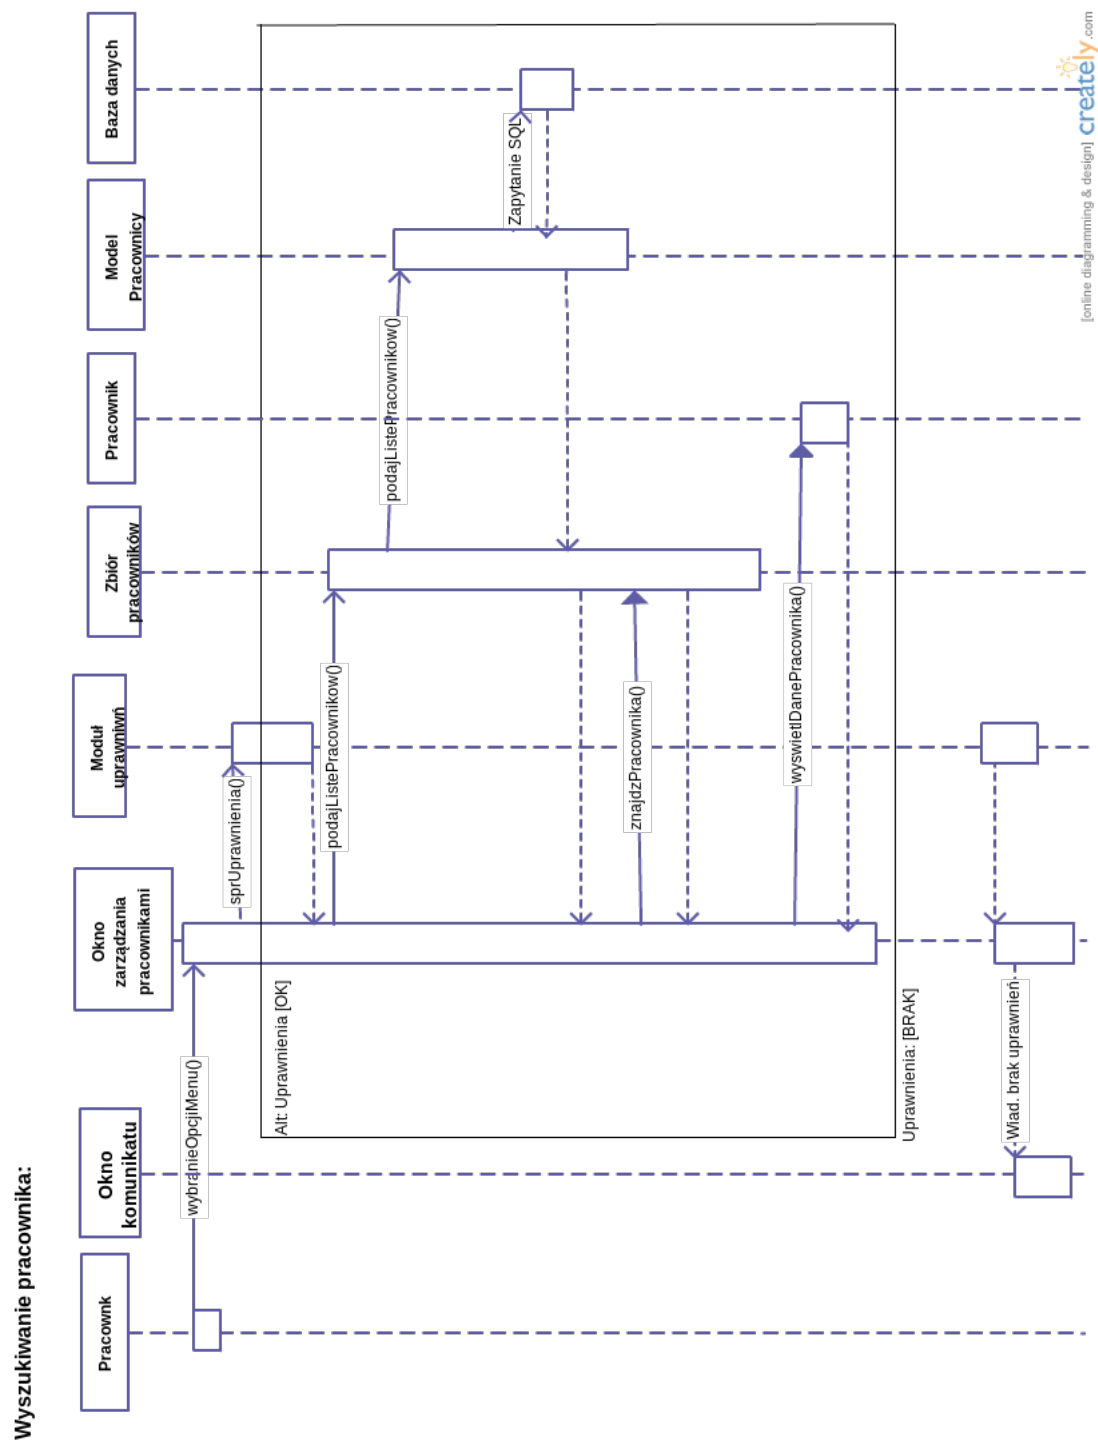 Wyszukiwanie pracownika:
Pracownk
Okno
komunikatu
Okno
zarządzania
pracownikami
Moduł
uprawniwń
Zbiór
pracowników
Pracownik
Model
Pracownicy
Baza danych
wybranieOpcjiMenu()
sprUprawnienia()
Alt: Uprawnienia [OK]
podajListePracownikow()
podajListePracownikow()
Zapytanie SQL
znajdzPracownika()
wyswietlDanePracownika()
Uprawnienia: [BRAK]
Wiad. brak uprawnień
[online diagramming & design] creately.com